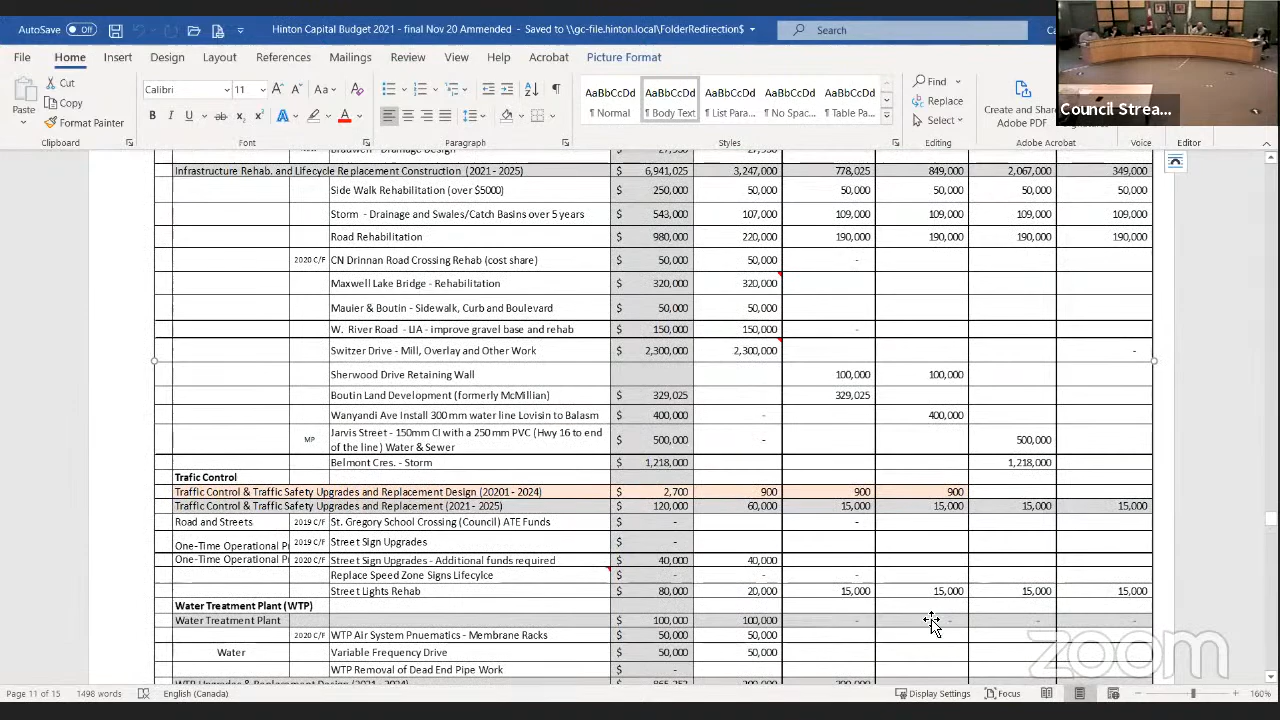 AutoSave Off Hinton Capital Budget 2021 - final Nov 20 Ammended - Saved to \\gc-file.hinton.local\FolderRedirection$ Search
File Home Insert Design Layout References Mailings Review View Help Acrobat Picture Format
Paste Cut Copy Format Painter
Calibri 11
AaBbCcDd AaBbCcDd AaBbCcDd AaBbCcDd AaBbCcDd
¶ Normal ¶ Body Text ¶ List Para... ¶ No Spac... ¶ Table Pa...
Find Replace Select
Create and Share
Adobe PDF
Council Strea...
Clipboard Font Paragraph Styles Editing Adobe Acrobat Voice Editor
Infrastructure Rehab. and Lifecycle Replacement Construction (2021 - 2025) $ 6,941,025 3,247,000 778,025 849,000 2,067,000 349,000
Side Walk Rehabilitation (over $5000) $ 250,000 50,000 50,000 50,000 50,000 50,000
Storm - Drainage and Swales/Catch Basins over 5 years $ 543,000 107,000 109,000 109,000 109,000 109,000
Road Rehabilitation $ 980,000 220,000 190,000 190,000 190,000 190,000
2020 C/F CN Drinnan Road Crossing Rehab (cost share) $ 50,000 50,000 -
Maxwell Lake Bridge - Rehabilitation $ 320,000 320,000
Mauier & Boutin - Sidewalk, Curb and Boulevard $ 50,000 50,000
W. River Road - LIA - improve gravel base and rehab $ 150,000 150,000 -
Switzer Drive - Mill, Overlay and Other Work $ 2,300,000 2,300,000 -
Sherwood Drive Retaining Wall 100,000 100,000
Boutin Land Development (formerly McMillian) $ 329,025 329,025
Wanyandi Ave Install 300mm water line Lovisin to Balasm $ 400,000 - 400,000
MP Jarvis Street - 150mm CI with a 250mm PVC (Hwy 16 to end of the line) Water & Sewer $ 500,000 - 500,000
Belmont Cres. - Storm $ 1,218,000 1,218,000
Trafic Control
Traffic Control & Traffic Safety Upgrades and Replacement Design (20201 - 2024) $ 2,700 900 900 900
Traffic Control & Traffic Safety Upgrades and Replacement (2021 - 2025) $ 120,000 60,000 15,000 15,000 15,000 15,000
Road and Streets 2019 C/F St. Gregory School Crossing (Council) ATE Funds $ - -
One-Time Operational Pr 2019 C/F Street Sign Upgrades $ -
One-Time Operational Pr 2020 C/F Street Sign Upgrades - Additional funds required $ 40,000 40,000
Replace Speed Zone Signs Lifecylce $ - - -
Street Lights Rehab $ 80,000 20,000 15,000 15,000 15,000 15,000
Water Treatment Plant (WTP)
Water Treatment Plant $ 100,000 100,000 - - - -
2020 C/F WTP Air System Pnuematics - Membrane Racks $ 50,000 50,000
Water Variable Frequency Drive $ 50,000 50,000
WTP Removal of Dead End Pipe Work $ -
zoom
Page 11 of 15 1498 words English (Canada) Display Settings Focus 160%